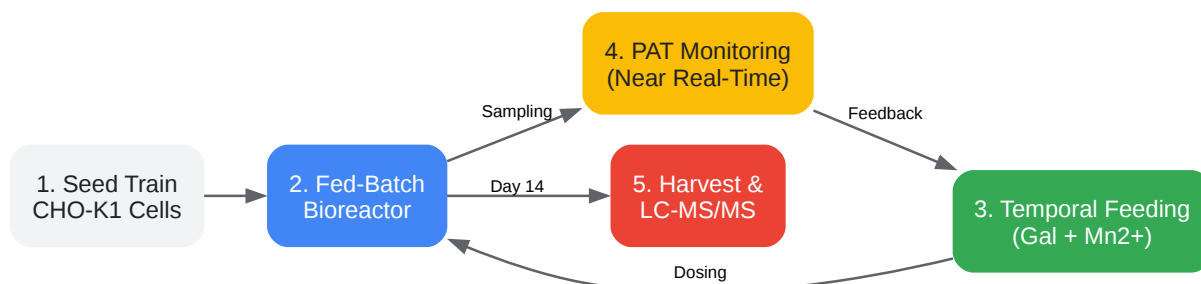 4. PAT Monitoring
(Near Real-Time)
Sampling
Feedback
1. Seed Train
CHO-K1 Cells
2. Fed-Batch
Bioreactor
Day 14
5. Harvest &
LC-MS/MS
3. Temporal Feeding
(Gal + Mn2+)
Dosing